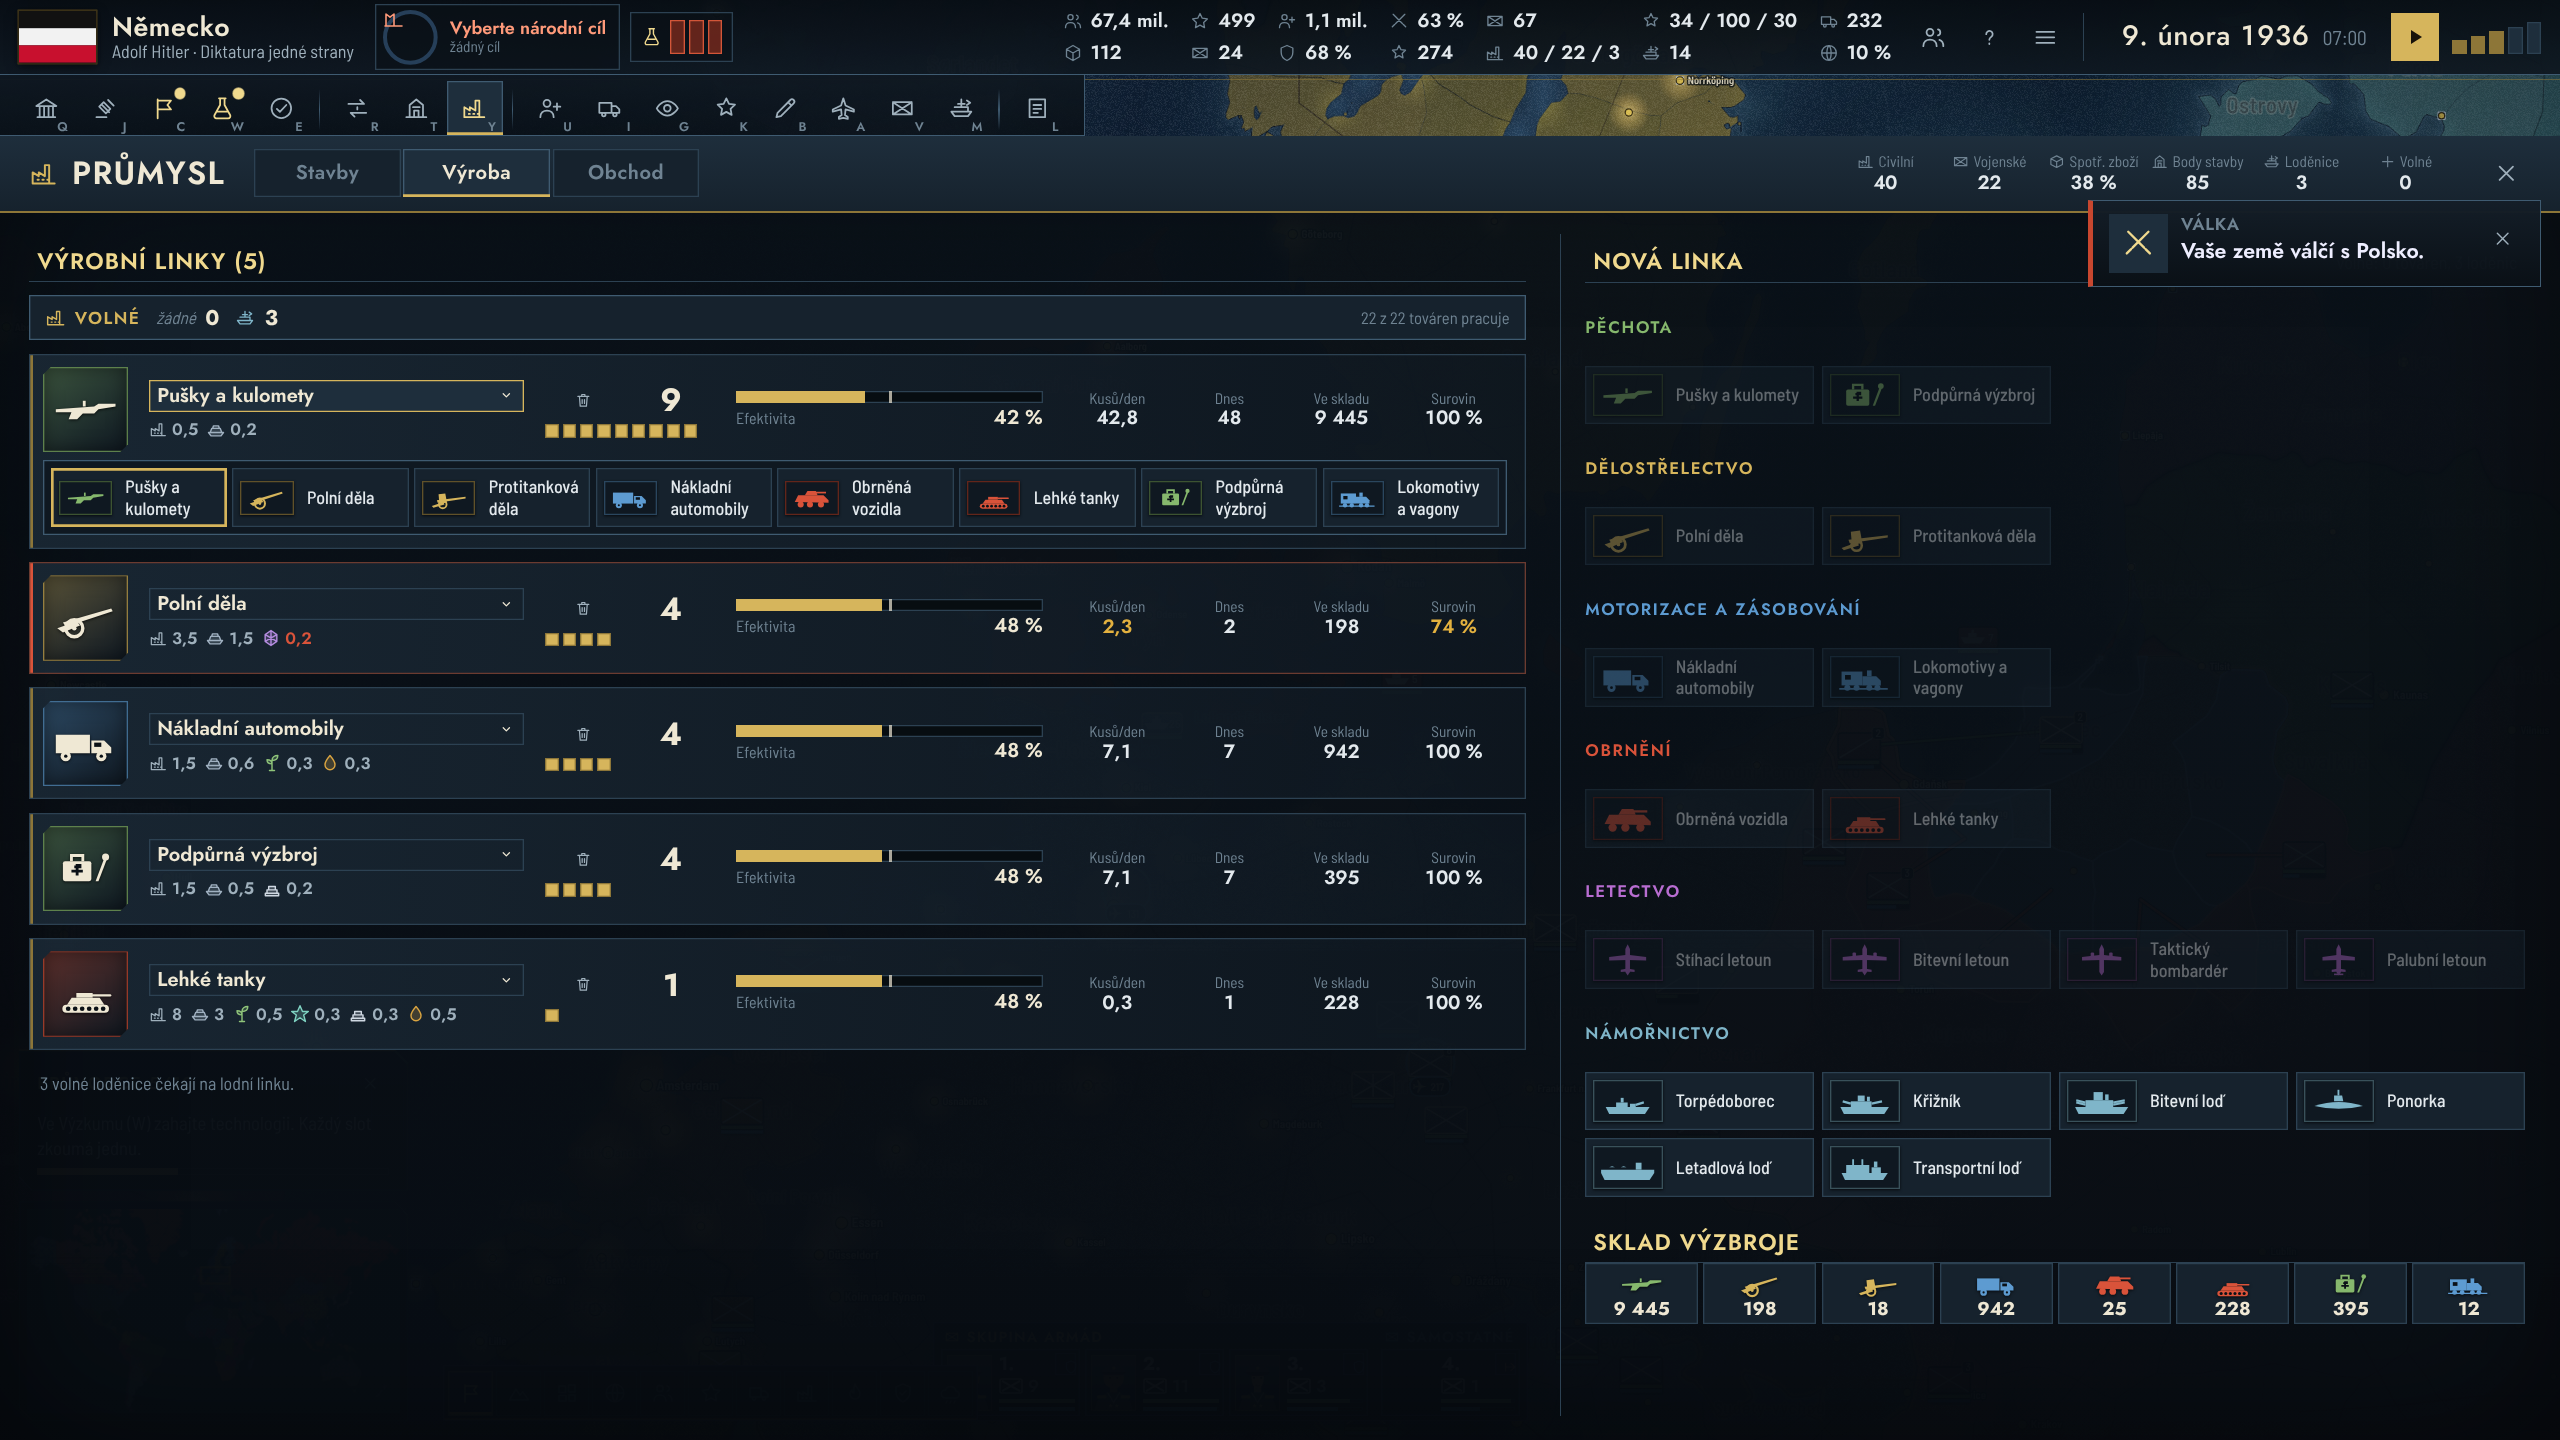 Německo
Adolf Hitler · Diktatura jedné strany
Vyberte národní cíl
žádný cíl
67,4 mil. 499 1,1 mil. 63 % 67 34 / 100 / 30 232
112 24 68 % 274 40 / 22 / 3 14 10 %
?
9. února 1936 07:00
Q J C W E R T Y U I G K B A V M L
Norrköping
Ostrovy
PRŮMYSL
Stavby
Výroba
Obchod
Civilní Vojenské Spotř. zboží Body stavby Loděnice Volné
40 22 38 % 85 3 0
VÁLKA
Vaše země válčí s Polsko.
VÝROBNÍ LINKY (5)
VOLNÉ žádné 0 3
22 z 22 továren pracuje
Pušky a kulomety
0,5 0,2
9
Efektivita 42 %
Kusů/den Dnes Ve skladu Surovin
42,8 48 9 445 100 %
Pušky a kulomety
Polní děla
Protitanková děla
Nákladní automobily
Obrněná vozidla
Lehké tanky
Podpůrná výzbroj
Lokomotivy a vagony
Polní děla
3,5 1,5 0,2
4
Efektivita 48 %
Kusů/den Dnes Ve skladu Surovin
2,3 2 198 74 %
Nákladní automobily
1,5 0,6 0,3 0,3
4
Efektivita 48 %
Kusů/den Dnes Ve skladu Surovin
7,1 7 942 100 %
Podpůrná výzbroj
1,5 0,5 0,2
4
Efektivita 48 %
Kusů/den Dnes Ve skladu Surovin
7,1 7 395 100 %
Lehké tanky
8 3 0,5 0,3 0,3 0,5
1
Efektivita 48 %
Kusů/den Dnes Ve skladu Surovin
0,3 1 228 100 %
3 volné loděnice čekají na lodní linku.
NOVÁ LINKA
PĚCHOTA
Pušky a kulomety
Podpůrná výzbroj
DĚLOSTŘELECTVO
Polní děla
Protitanková děla
MOTORIZACE A ZÁSOBOVÁNÍ
Nákladní automobily
Lokomotivy a vagony
OBRNĚNÍ
Obrněná vozidla
Lehké tanky
LETECTVO
Stíhací letoun
Bitevní letoun
Taktický bombardér
Palubní letoun
NÁMOŘNICTVO
Torpédoborec
Křižník
Bitevní loď
Ponorka
Letadlová loď
Transportní loď
SKLAD VÝZBROJE
9 445 198 18 942 25 228 395 12